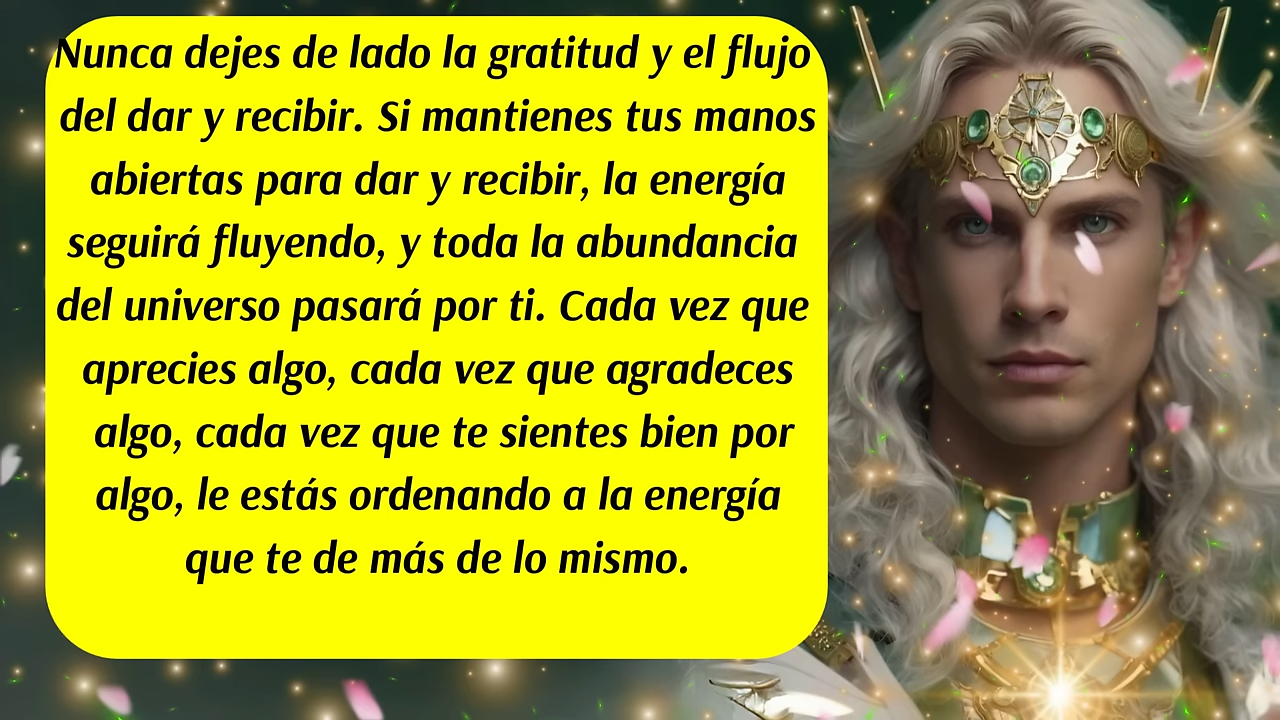 Nunca dejes de lado la gratitud y el flujo
del dar y recibir. Si mantienes tus manos
abiertas para dar y recibir, la energía
seguirá fluyendo, y toda la abundancia
del universo pasará por ti. Cada vez que
aprecies algo, cada vez que agradeces
algo, cada vez que te sientes bien por
algo, le estás ordenando a la energía
que te de más de lo mismo.